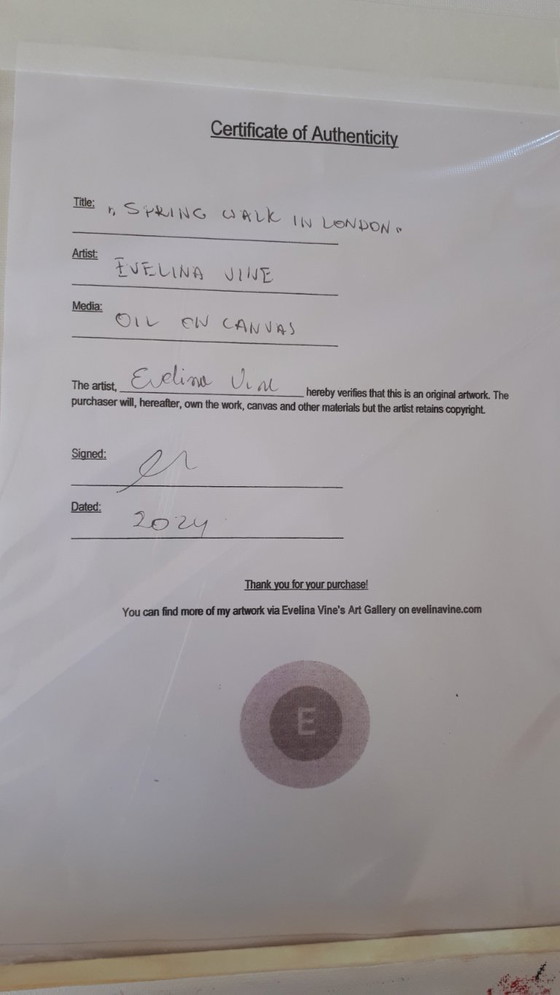 Certificate of Authenticity
Title: „ SPRING WALK IN LONDON "
Artist: EVELINA VINE
Media: OIL ON CANVAS
The artist, Evelina Vine hereby verifies that this is an original artwork. The
purchaser will, hereafter, own the work, canvas and other materials but the artist retains copyright.
Signed:
Dated: 2024
Thank you for your purchase!
You can find more of my artwork via Evelina Vine's Art Gallery on evelinavine.com
E